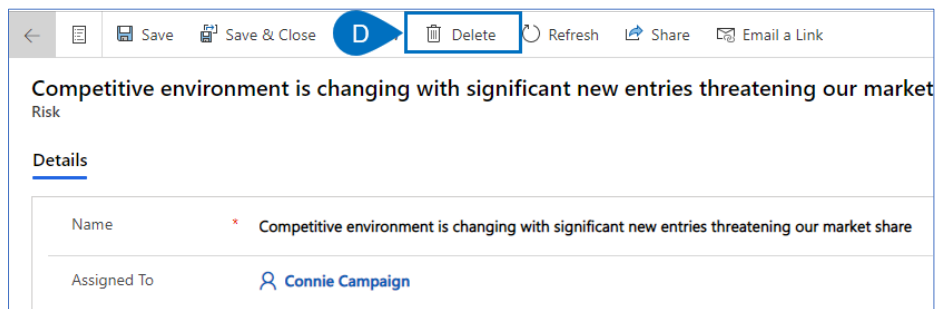 Save Save & Close D Delete Refresh Share Email a Link
Competitive environment is changing with significant new entries threatening our market
Risk
Details
Name * Competitive environment is changing with significant new entries threatening our market share
Assigned To Connie Campaign